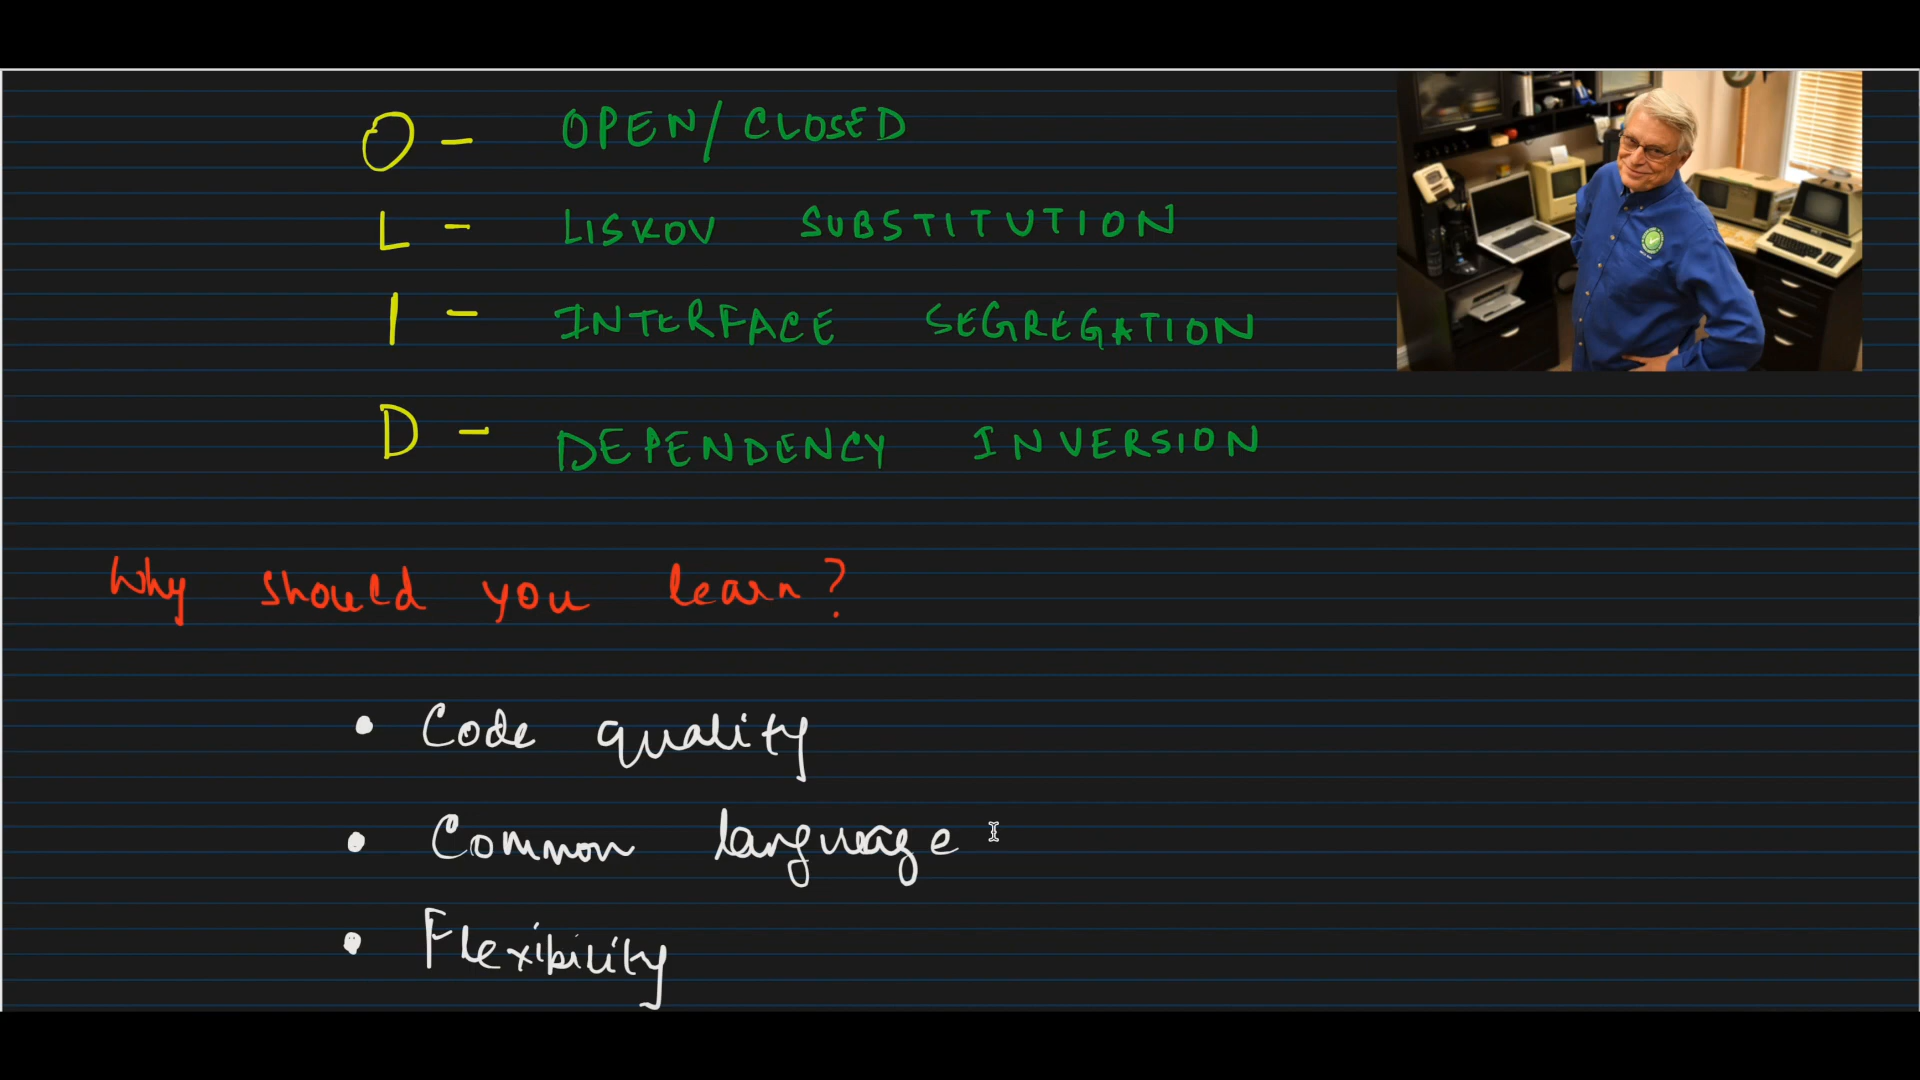 O - OPEN/CLOSED
L - LISKOV SUBSTITUTION
I - INTERFACE SEGREGATION
D - DEPENDENCY INVERSION
Why should you learn?
• Code quality
• Common language
• Flexibility